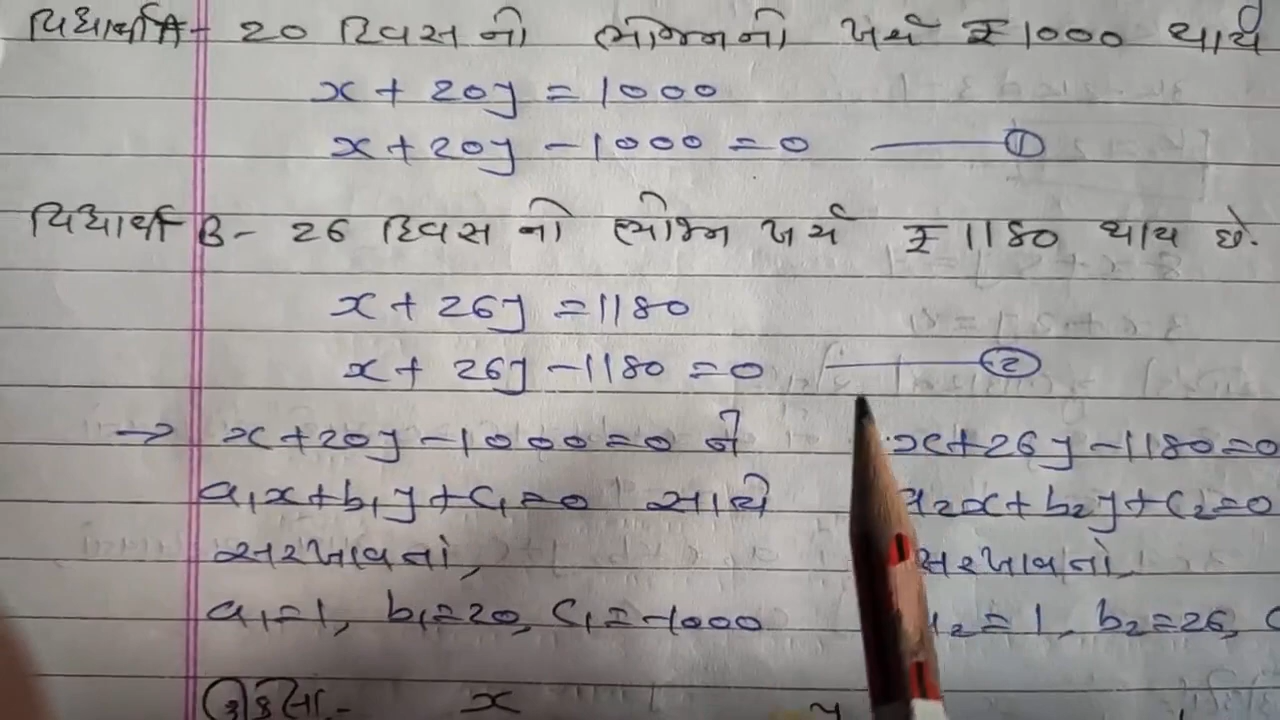 વિધાર્થી A - 20 દિવસ નો ભોજનનો ખર્ચ ₹ 1000 થાય
x + 20y = 1000
x + 20y - 1000 = 0 —— ①
વિધાર્થી B - 26 દિવસ નો ભોજન ખર્ચ ₹ 1180 થાય છે.
x + 26y = 1180
x + 26y - 1180 = 0 —— ②
→ x + 20y - 1000 = 0 ને x + 26y - 1180 = 0
a₁x + b₁y + c₁ = 0 સાથે a₂x + b₂y + c₂ = 0
સરખાવતાં, સરખાવતાં,
a₁ = 1, b₁ = 20, c₁ = -1000 a₂ = 1, b₂ = 26, c
x y